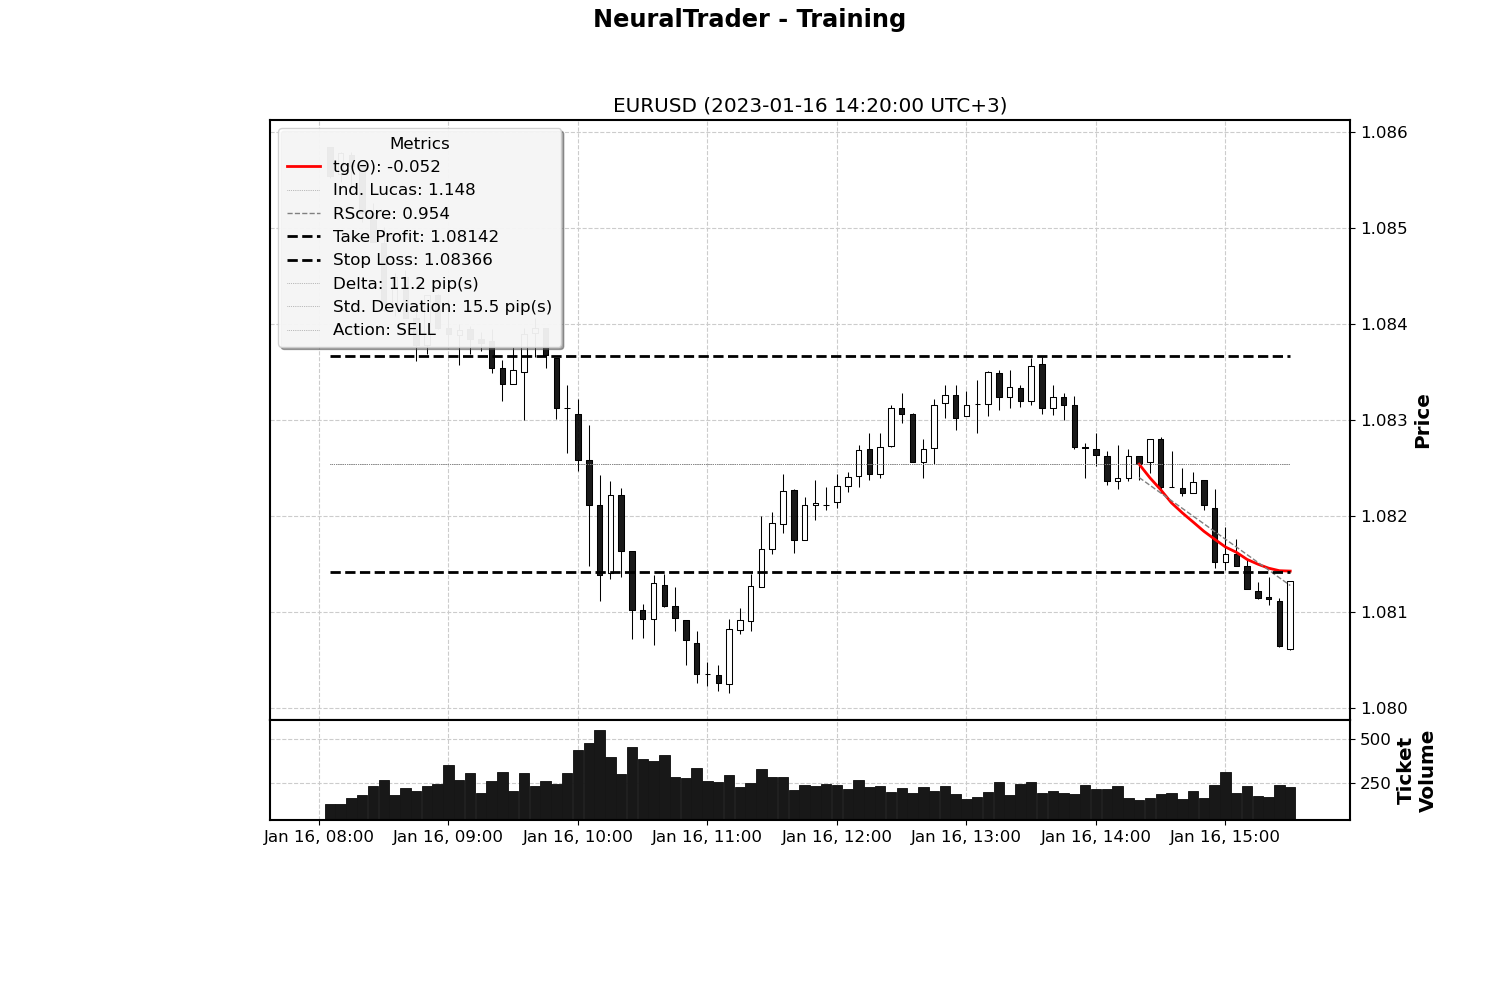 NeuralTrader - Training
EURUSD (2023-01-16 14:20:00 UTC+3)
Metrics
tg(Θ): -0.052
Ind. Lucas: 1.148
RScore: 0.954
Take Profit: 1.08142
Stop Loss: 1.08366
Delta: 11.2 pip(s)
Std. Deviation: 15.5 pip(s)
Action: SELL
1.086
1.085
1.084
1.083
1.082
1.081
1.080
Price
500
250
Ticket
Volume
Jan 16, 08:00
Jan 16, 09:00
Jan 16, 10:00
Jan 16, 11:00
Jan 16, 12:00
Jan 16, 13:00
Jan 16, 14:00
Jan 16, 15:00